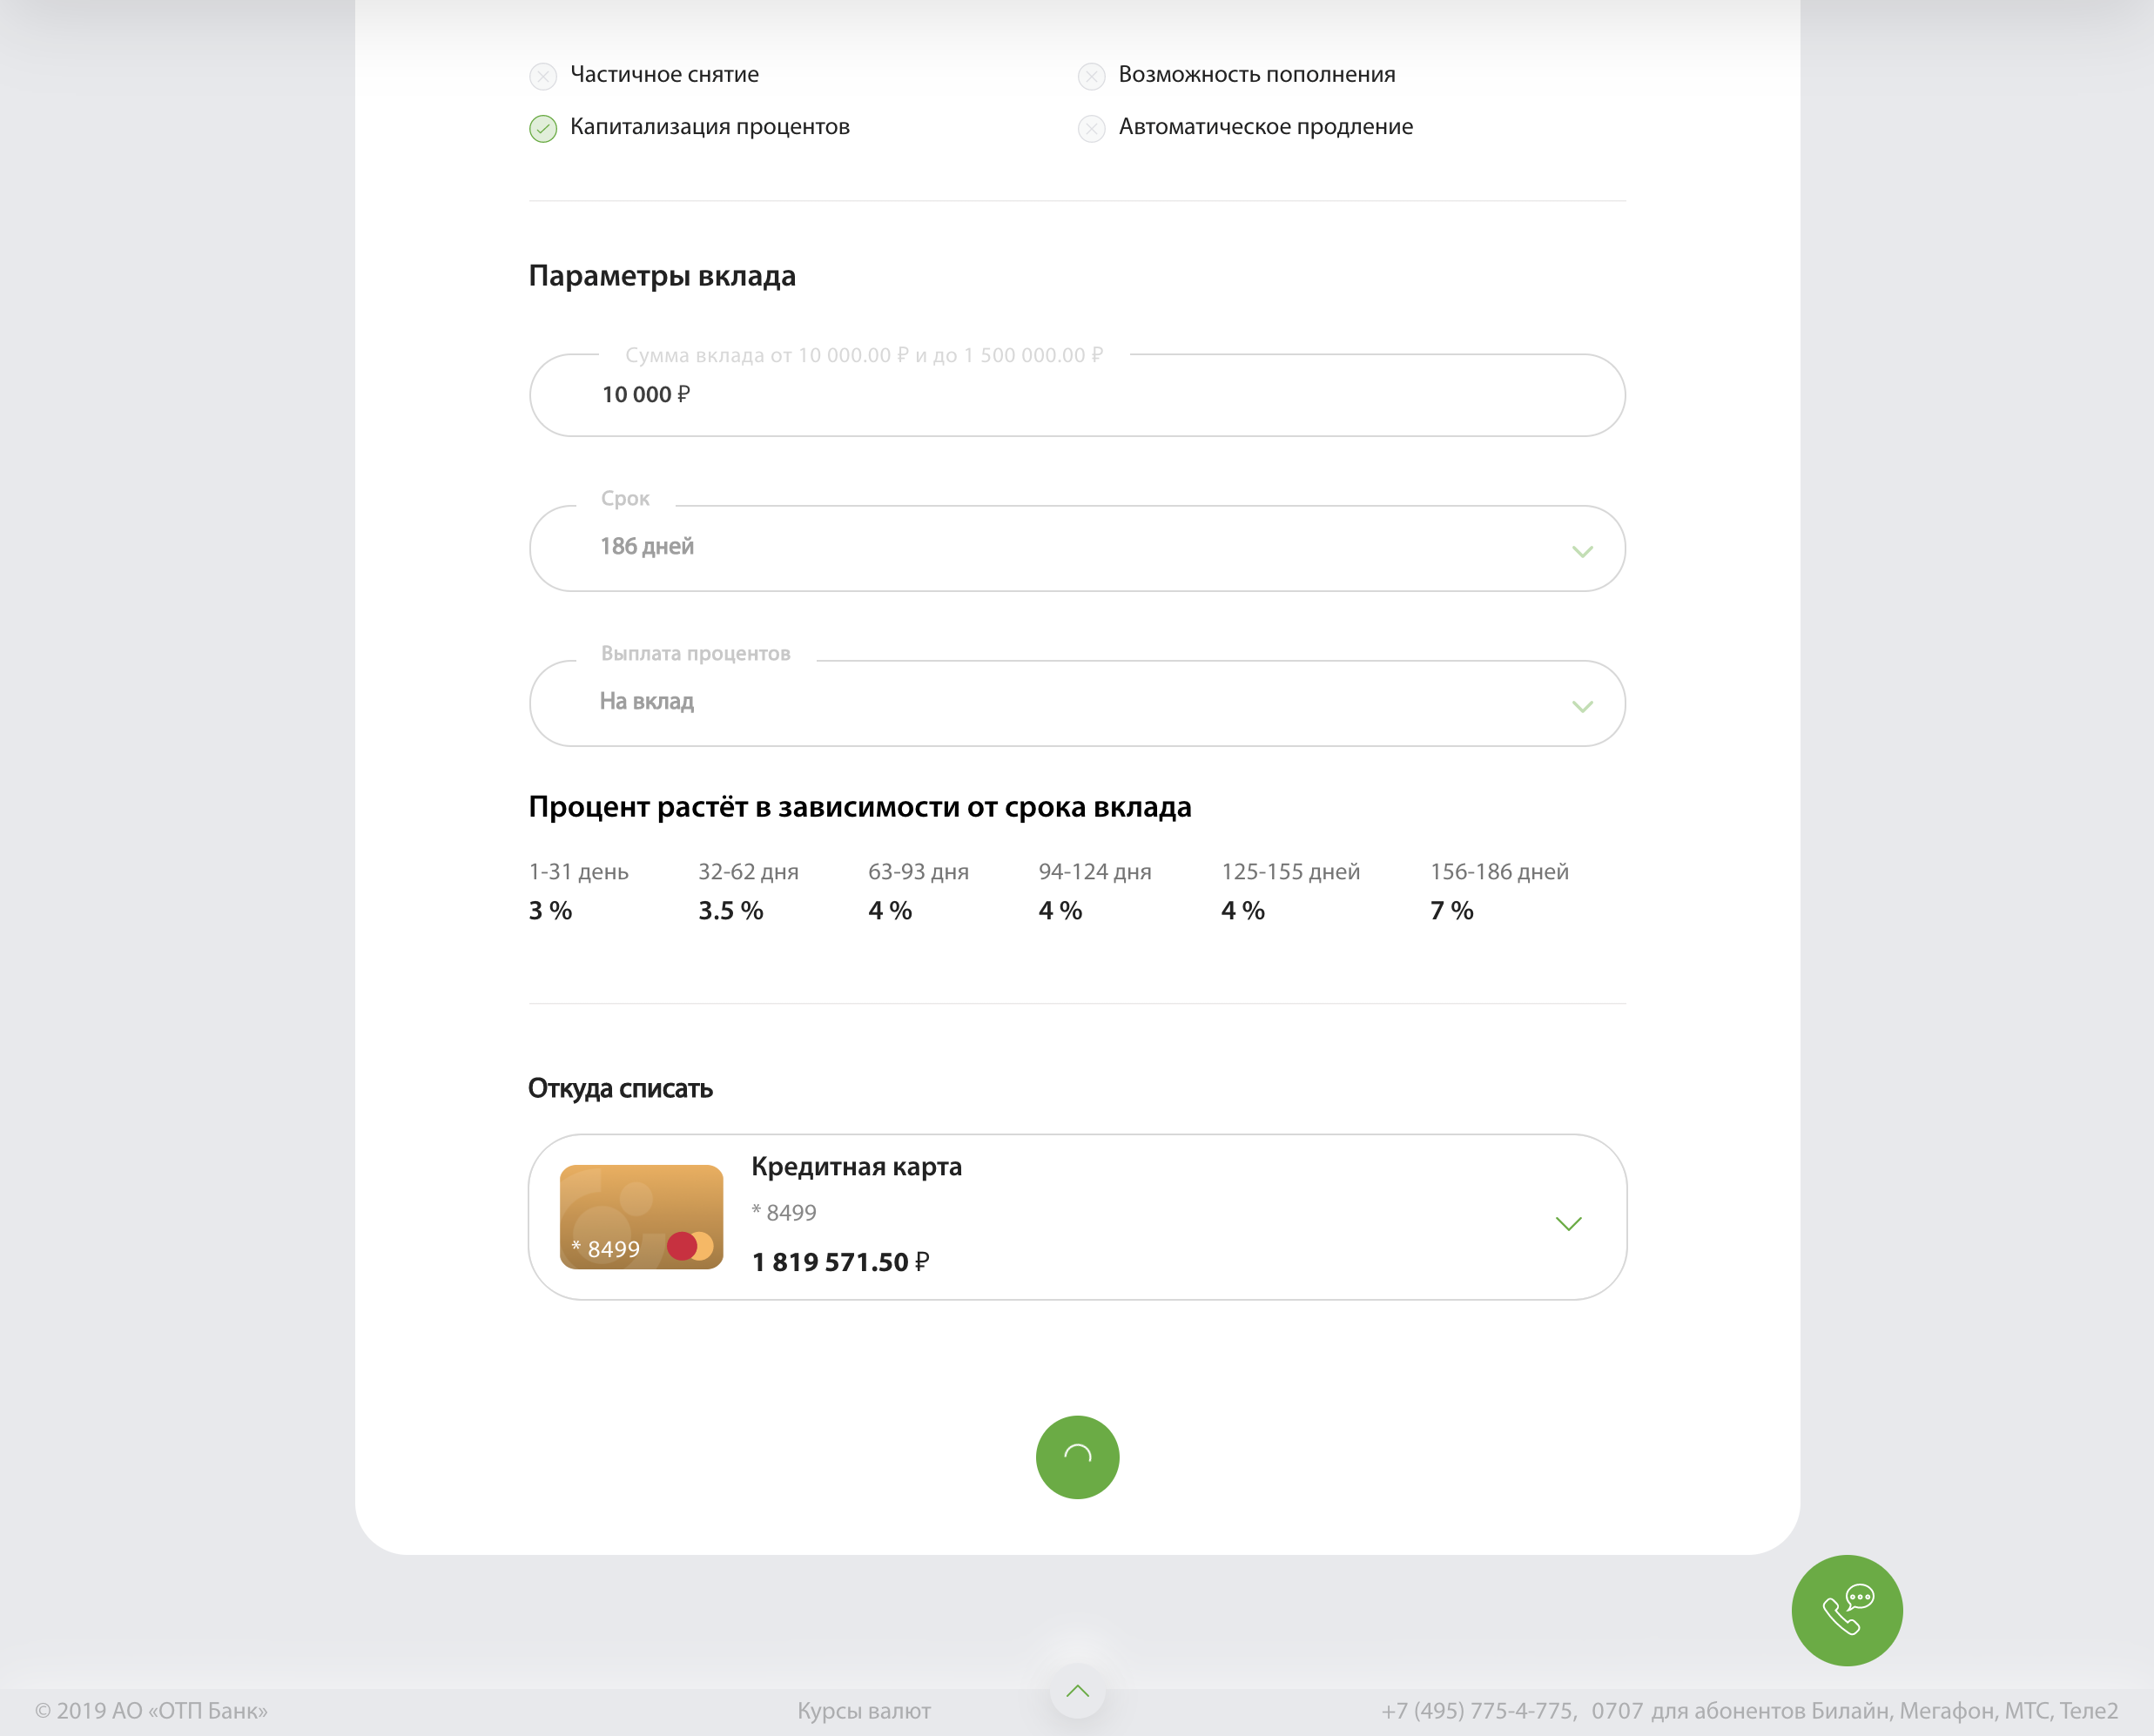 Частичное снятие
Возможность пополнения
Капитализация процентов
Автоматическое продление
Параметры вклада
Сумма вклада от 10 000.00 ₽ и до 1 500 000.00 ₽
10 000 ₽
Срок
186 дней
Выплата процентов
На вклад
Процент растёт в зависимости от срока вклада
1-31 день 32-62 дня 63-93 дня 94-124 дня 125-155 дней 156-186 дней
3 % 3.5 % 4 % 4 % 4 % 7 %
Откуда списать
Кредитная карта
* 8499
* 8499
1 819 571.50 ₽
© 2019 АО «ОТП Банк»
Курсы валют
+7 (495) 775-4-775, 0707 для абонентов Билайн, Мегафон, МТС, Теле2